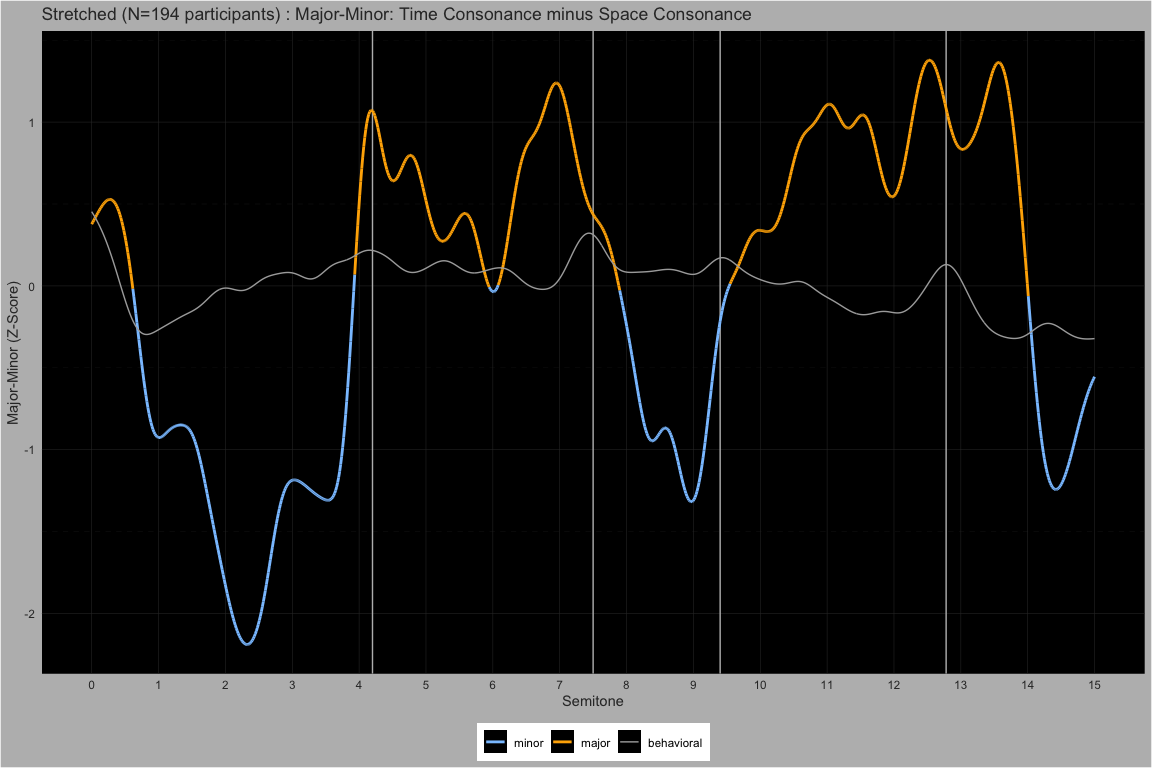 Stretched (N=194 participants) : Major-Minor: Time Consonance minus Space Consonance
Major-Minor (Z-Score)
1
0
-1
-2
0 1 2 3 4 5 6 7 8 9 10 11 12 13 14 15
Semitone
minor major behavioral